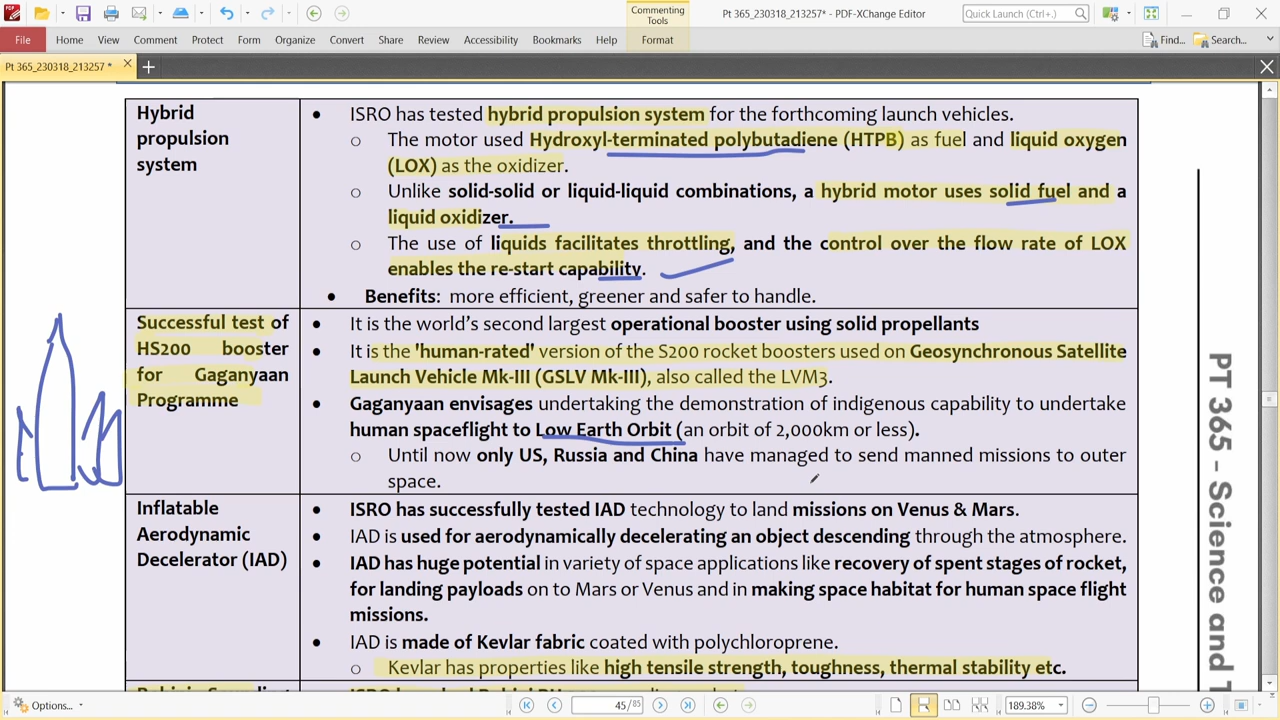 Commenting
Tools
Pt 365_230318_213257* - PDF-XChange Editor
Quick Launch (Ctrl+.)
File Home View Comment Protect Form Organize Convert Share Review Accessibility Bookmarks Help Format Find... Search...
Pt 365_230318_213257 *
Hybrid
propulsion
system
• ISRO has tested hybrid propulsion system for the forthcoming launch vehicles.
o The motor used Hydroxyl-terminated polybutadiene (HTPB) as fuel and liquid oxygen
(LOX) as the oxidizer.
o Unlike solid-solid or liquid-liquid combinations, a hybrid motor uses solid fuel and a
liquid oxidizer.
o The use of liquids facilitates throttling, and the control over the flow rate of LOX
enables the re-start capability.
• Benefits: more efficient, greener and safer to handle.
Successful test of
HS200 booster
for Gaganyaan
Programme
• It is the world's second largest operational booster using solid propellants
• It is the 'human-rated' version of the S200 rocket boosters used on Geosynchronous Satellite
Launch Vehicle Mk-III (GSLV Mk-III), also called the LVM3.
• Gaganyaan envisages undertaking the demonstration of indigenous capability to undertake
human spaceflight to Low Earth Orbit (an orbit of 2,000km or less).
o Until now only US, Russia and China have managed to send manned missions to outer
space.
Inflatable
Aerodynamic
Decelerator (IAD)
• ISRO has successfully tested IAD technology to land missions on Venus & Mars.
• IAD is used for aerodynamically decelerating an object descending through the atmosphere.
• IAD has huge potential in variety of space applications like recovery of spent stages of rocket,
for landing payloads on to Mars or Venus and in making space habitat for human space flight
missions.
• IAD is made of Kevlar fabric coated with polychloroprene.
o Kevlar has properties like high tensile strength, toughness, thermal stability etc.
PT 365 - Science and
Options...
45 / 85
189.38%